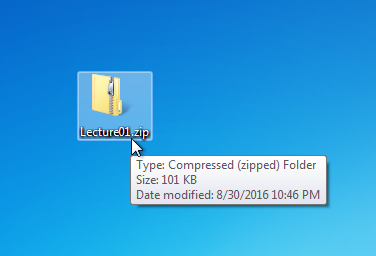 Lecture01.zip
Type: Compressed (zipped) Folder
Size: 101 KB
Date modified: 8/30/2016 10:46 PM